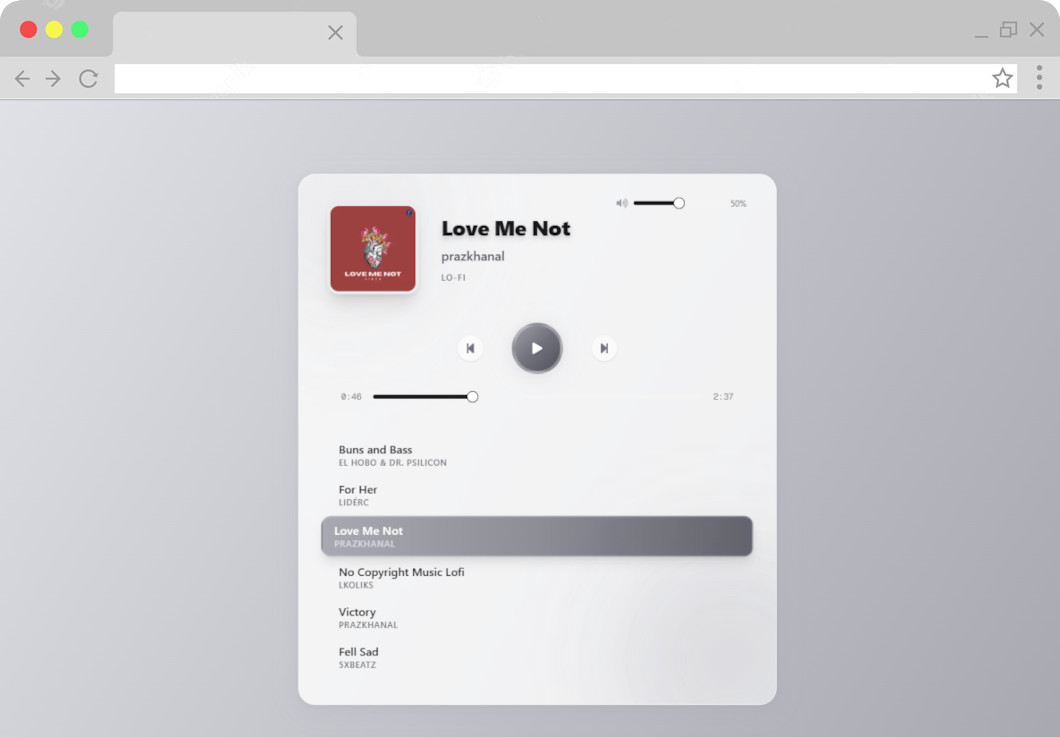 50%
Love Me Not
prazkhanal
LO-FI
LOVE ME NOT
0:46
2:37
Buns and Bass
EL HOBO & DR. PSILICON
For Her
LIDÉRC
Love Me Not
PRAZKHANAL
No Copyright Music Lofi
LKOLIKS
Victory
PRAZKHANAL
Fell Sad
SXBEATZ